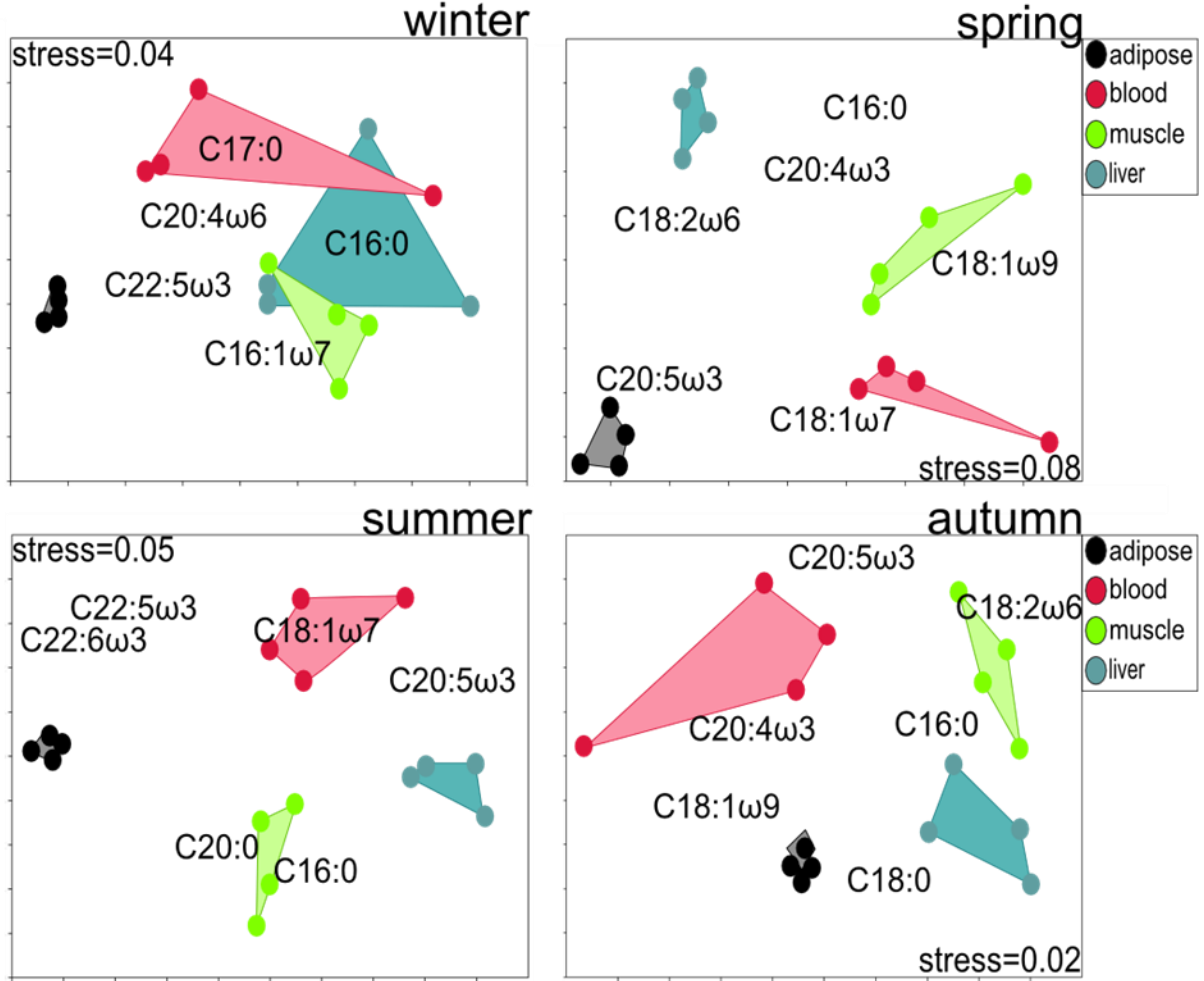 winter
stress=0.04
C17:0
C20:4ω6
C16:0
C22:5ω3
C16:1ω7
spring
adipose
blood
muscle
liver
C16:0
C20:4ω3
C18:2ω6
C18:1ω9
C20:5ω3
C18:1ω7
stress=0.08
summer
stress=0.05
C22:5ω3
C22:6ω3
C18:1ω7
C20:5ω3
C20:0
C16:0
autumn
adipose
blood
muscle
liver
C20:5ω3
C18:2ω6
C20:4ω3
C16:0
C18:1ω9
C18:0
stress=0.02